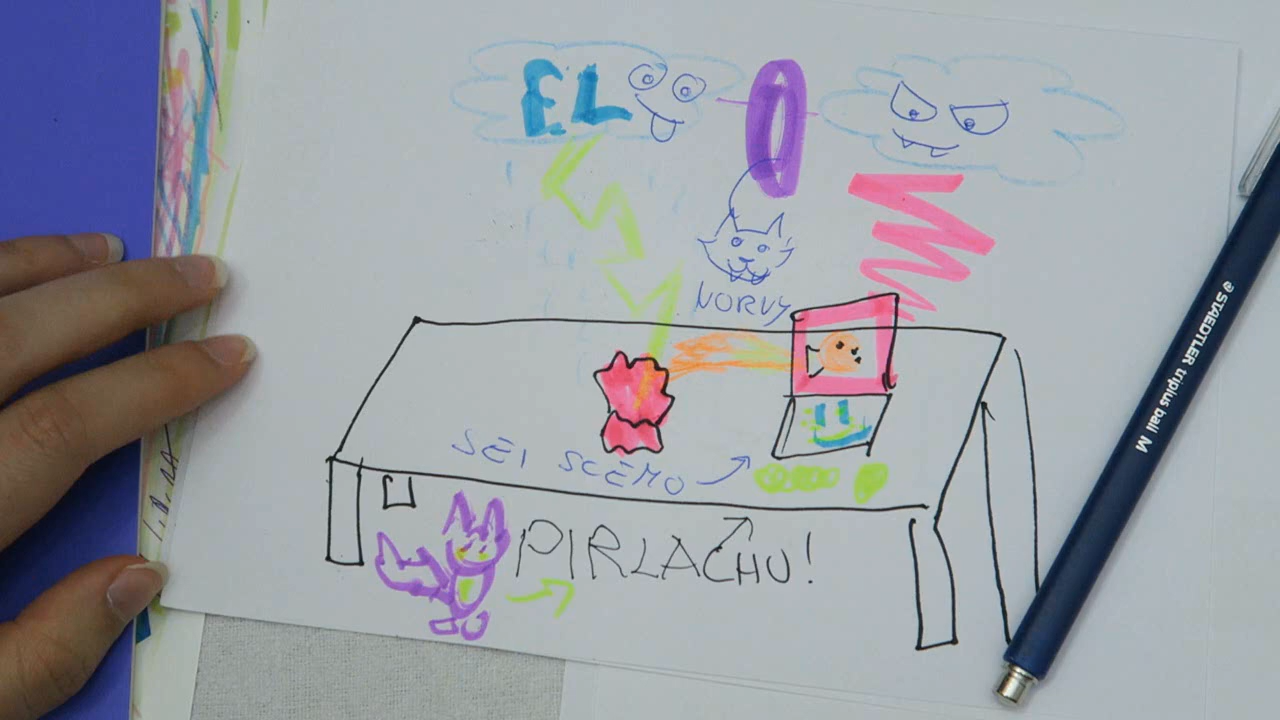 EL
NORVY
SEI SCEMO
PIRLACHU!
STAEDTLER triplus ball M